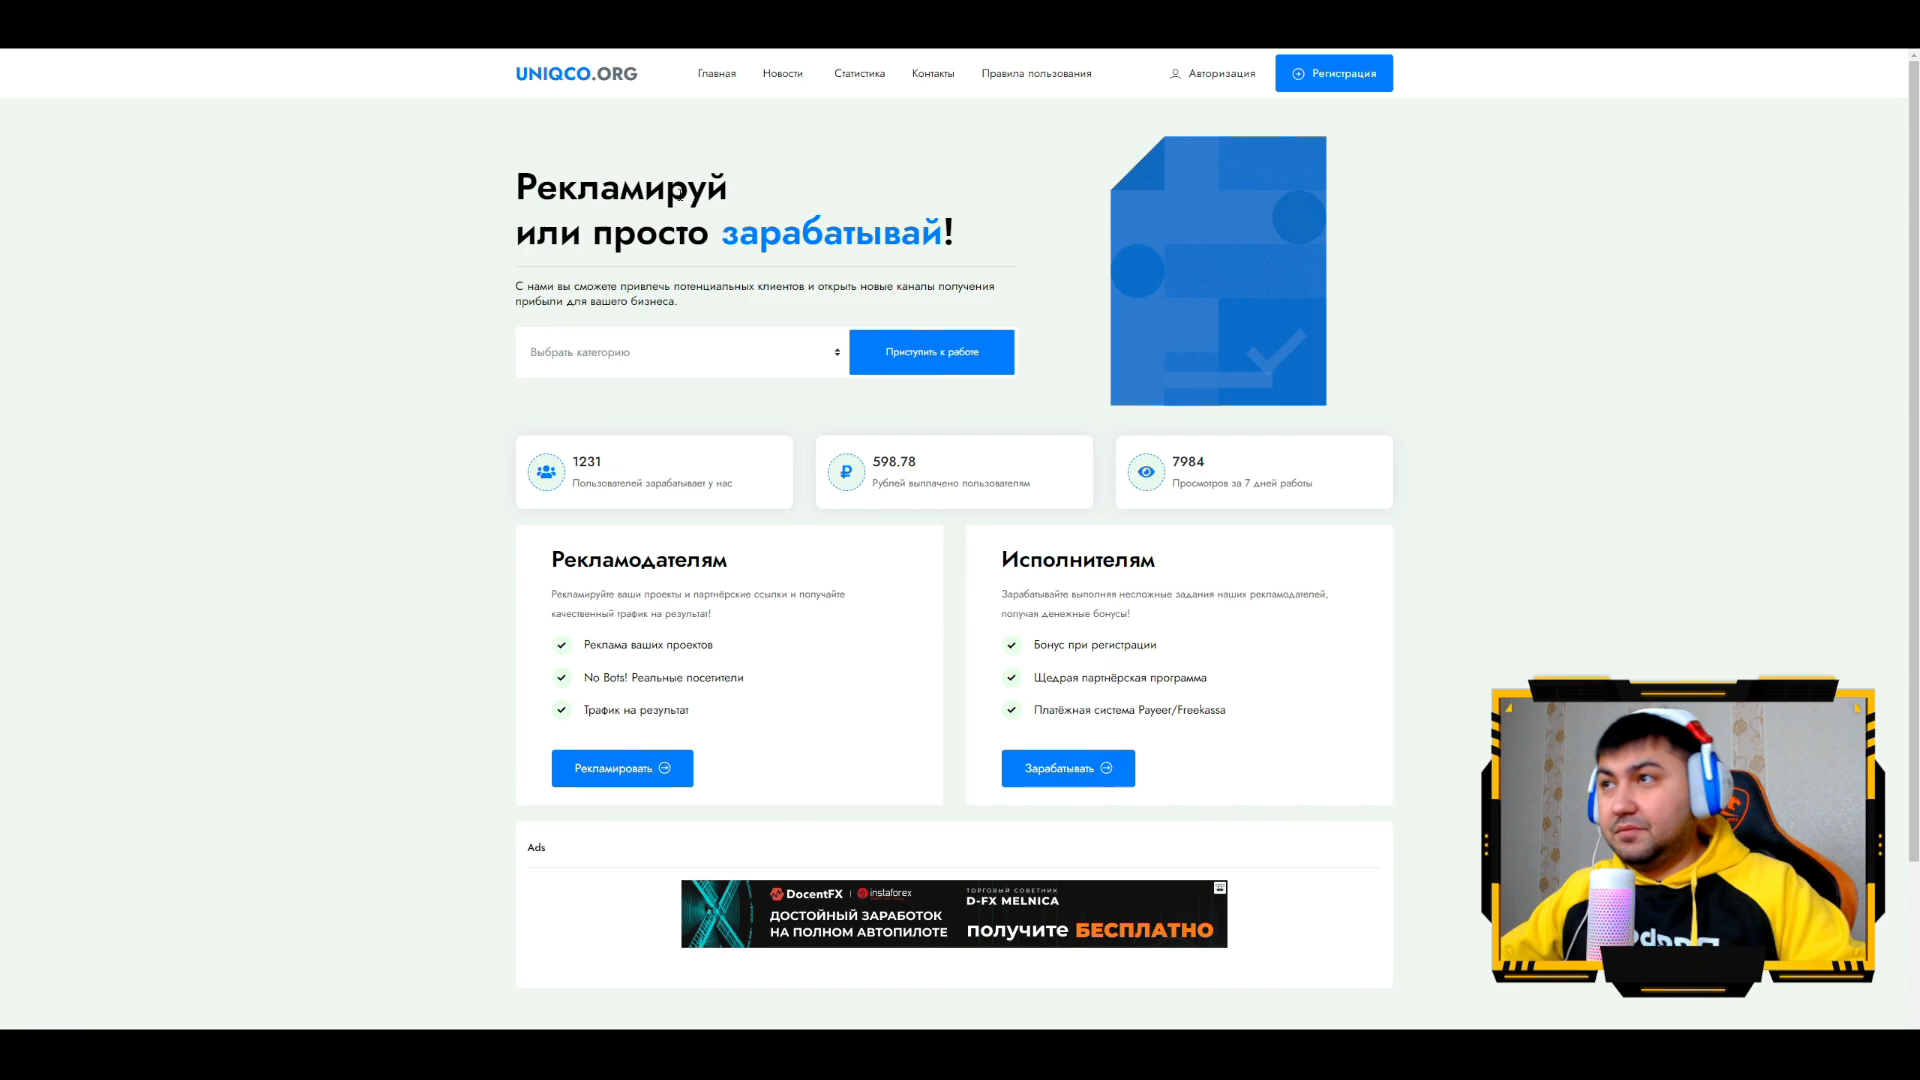 UNIQCO.ORG
Главная
Новости
Статистика
Контакты
Правила пользования
Авторизация
Регистрация
Рекламируй
или просто зарабатывай!
С нами вы сможете привлечь потенциальных клиентов и открыть новые каналы получения
прибыли для вашего бизнеса.
Выбрать категорию
Приступить к работе
1231
Пользователей зарабатывает у нас
598.78
Рублей выплачено пользователям
7984
Просмотров за 7 дней работы
Рекламодателям
Рекламируйте ваши проекты и партнёрские ссылки и получайте
качественный трафик на результат!
Реклама ваших проектов
No Bots! Реальные посетители
Трафик на результат
Рекламировать
Исполнителям
Зарабатывайте выполняя несложные задания наших рекламодателей,
получая денежные бонусы!
Бонус при регистрации
Щедрая партнёрская программа
Платёжная система Payeer/Freekassa
Зарабатывать
Ads
DocentFX | instaforex
ДОСТОЙНЫЙ ЗАРАБОТОК
НА ПОЛНОМ АВТОПИЛОТЕ
ТОРГОВЫЙ СОВЕТНИК
D-FX MELNICA
получите БЕСПЛАТНО